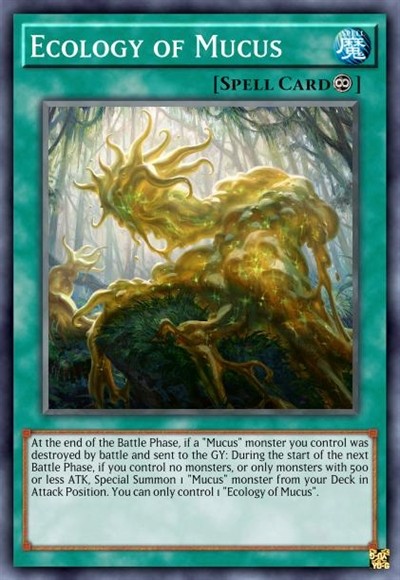 Ecology of Mucus
魔
[Spell Card]
At the end of the Battle Phase, if a "Mucus" monster you control was
destroyed by battle and sent to the GY: During the start of the next
Battle Phase, if you control no monsters, or only monsters with 500
or less ATK, Special Summon 1 "Mucus" monster from your Deck in
Attack Position. You can only control 1 "Ecology of Mucus".